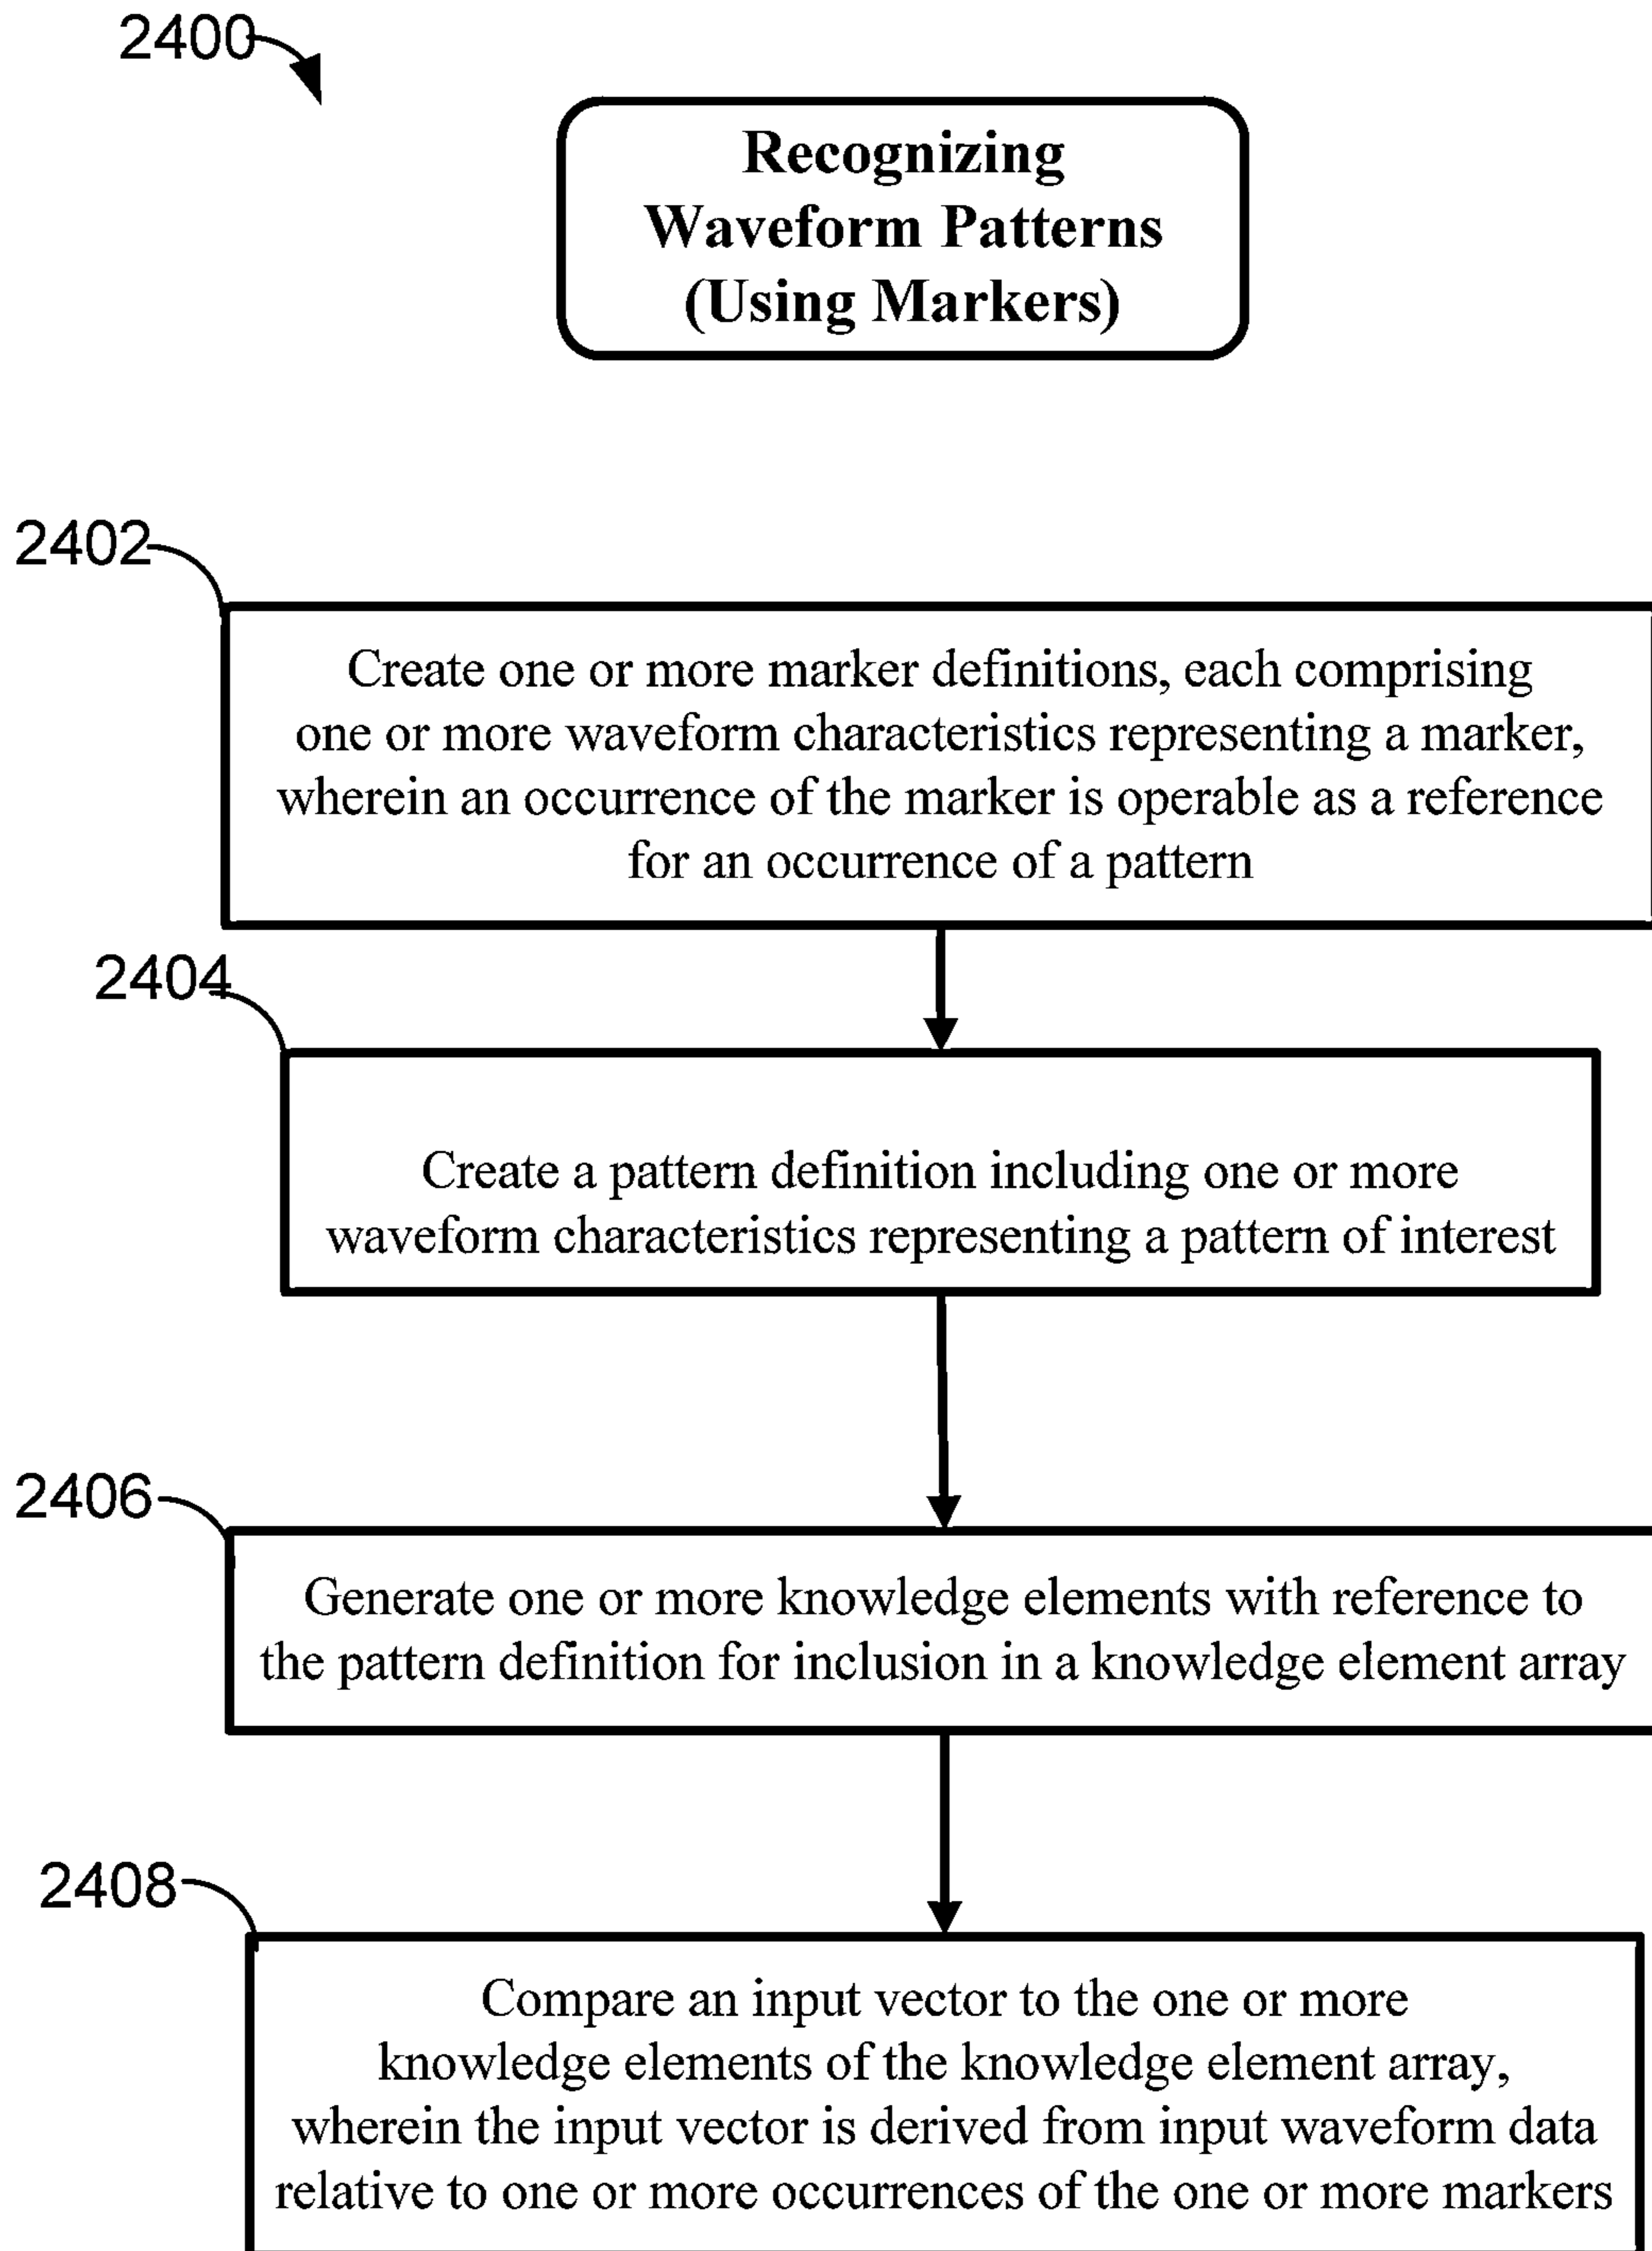 2400
Recognizing
Waveform Patterns
(Using Markers)
2402
Create one or more marker definitions, each comprising
one or more waveform characteristics representing a marker,
wherein an occurrence of the marker is operable as a reference
for an occurrence of a pattern
2404
Create a pattern definition including one or more
waveform characteristics representing a pattern of interest
2406
Generate one or more knowledge elements with reference to
the pattern definition for inclusion in a knowledge element array
2408
Compare an input vector to the one or more
knowledge elements of the knowledge element array,
wherein the input vector is derived from input waveform data
relative to one or more occurrences of the one or more markers